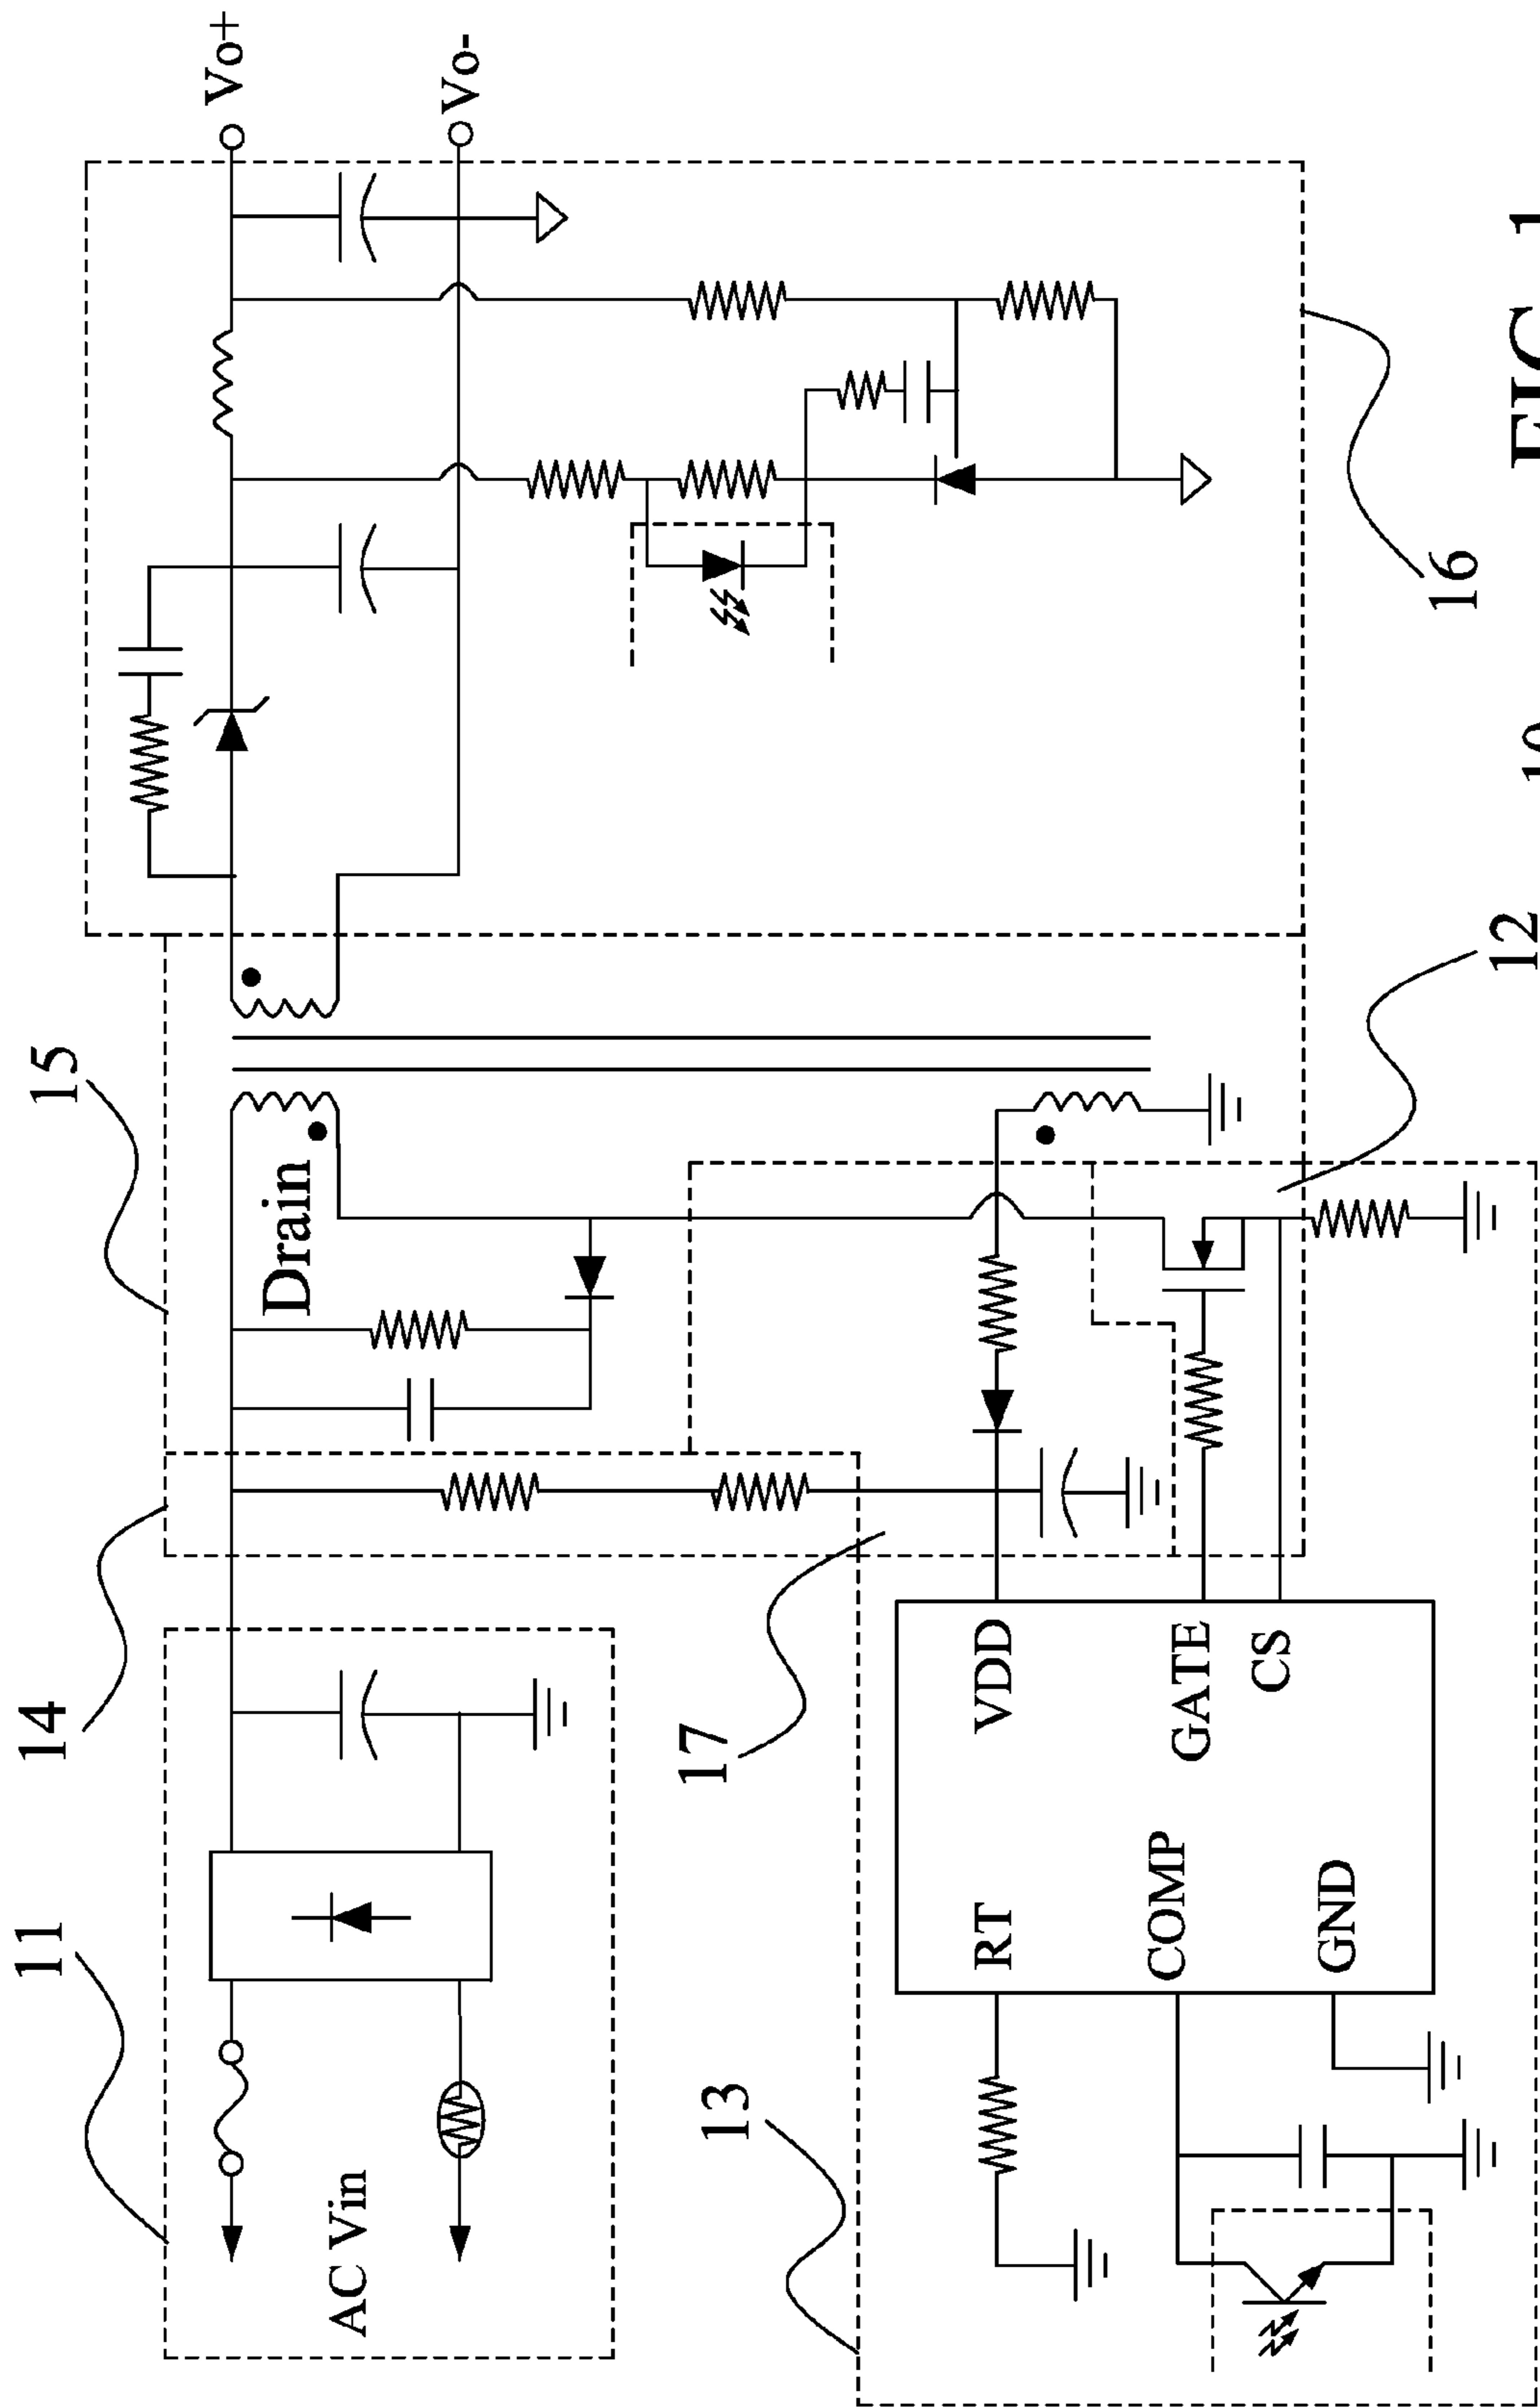 11
14
15
AC Vin
Drain
Vo+
Vo-
13
17
RT
VDD
COMP
GATE
CS
GND
12
16